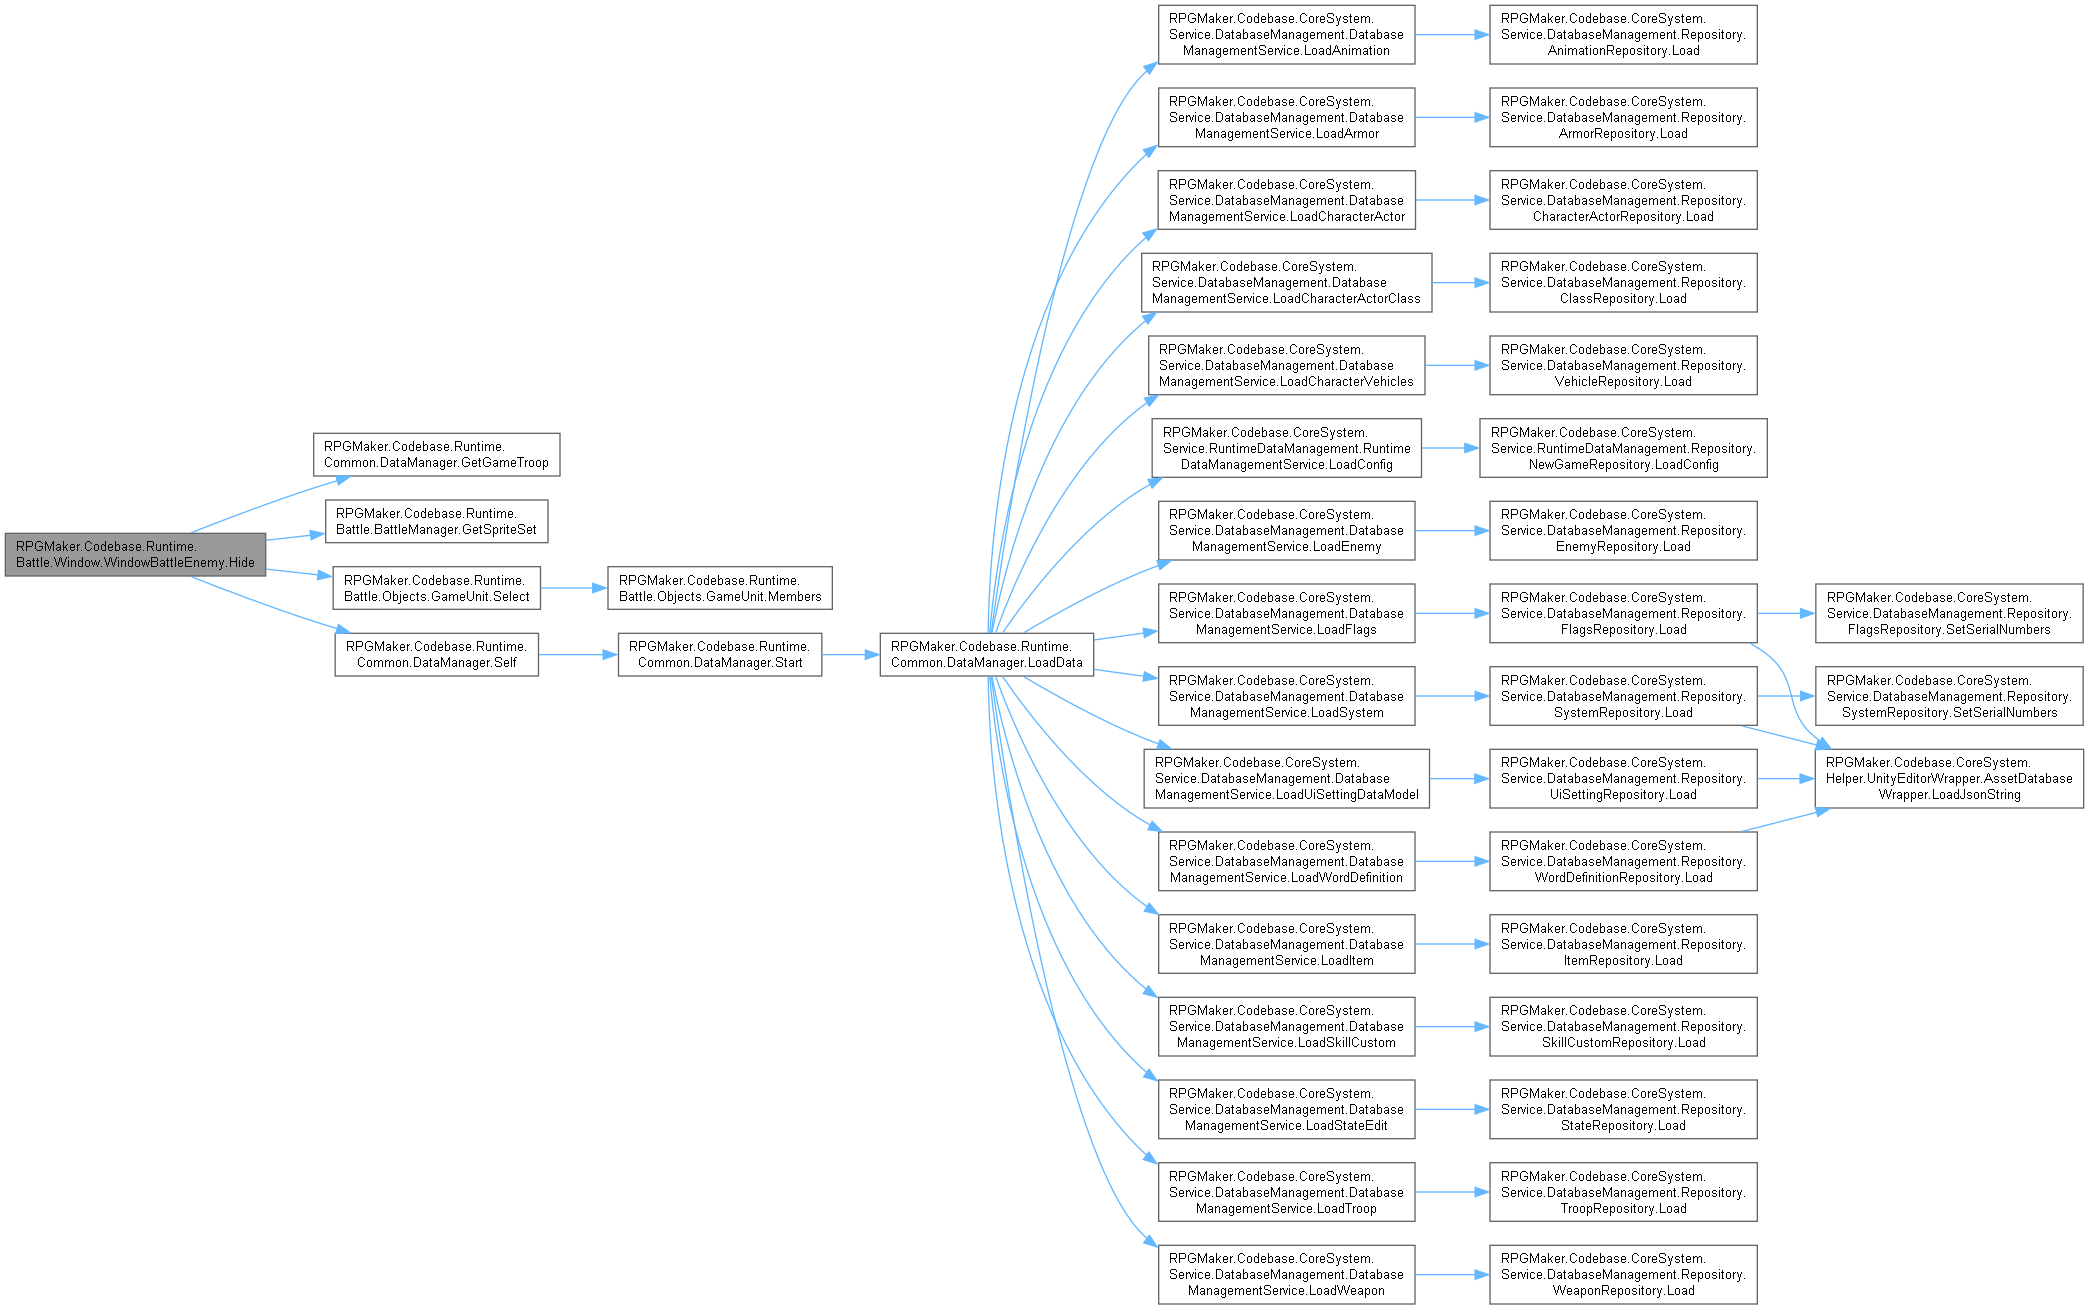 RPGMaker.Codebase.Runtime.
Battle.Window.WindowBattleEnemy.Hide
RPGMaker.Codebase.Runtime.
Common.DataManager.GetGameTroop
RPGMaker.Codebase.Runtime.
Battle.BattleManager.GetSpriteSet
RPGMaker.Codebase.Runtime.
Battle.Objects.GameUnit.Select
RPGMaker.Codebase.Runtime.
Common.DataManager.Self
RPGMaker.Codebase.Runtime.
Battle.Objects.GameUnit.Members
RPGMaker.Codebase.Runtime.
Common.DataManager.Start
RPGMaker.Codebase.Runtime.
Common.DataManager.LoadData
RPGMaker.Codebase.CoreSystem.
Service.DatabaseManagement.Database
ManagementService.LoadAnimation
RPGMaker.Codebase.CoreSystem.
Service.DatabaseManagement.Repository.
AnimationRepository.Load
RPGMaker.Codebase.CoreSystem.
Service.DatabaseManagement.Database
ManagementService.LoadArmor
RPGMaker.Codebase.CoreSystem.
Service.DatabaseManagement.Repository.
ArmorRepository.Load
RPGMaker.Codebase.CoreSystem.
Service.DatabaseManagement.Database
ManagementService.LoadCharacterActor
RPGMaker.Codebase.CoreSystem.
Service.DatabaseManagement.Repository.
CharacterActorRepository.Load
RPGMaker.Codebase.CoreSystem.
Service.DatabaseManagement.Database
ManagementService.LoadCharacterActorClass
RPGMaker.Codebase.CoreSystem.
Service.DatabaseManagement.Repository.
ClassRepository.Load
RPGMaker.Codebase.CoreSystem.
Service.DatabaseManagement.Database
ManagementService.LoadCharacterVehicles
RPGMaker.Codebase.CoreSystem.
Service.DatabaseManagement.Repository.
VehicleRepository.Load
RPGMaker.Codebase.CoreSystem.
Service.RuntimeDataManagement.Runtime
DataManagementService.LoadConfig
RPGMaker.Codebase.CoreSystem.
Service.RuntimeDataManagement.Repository.
NewGameRepository.LoadConfig
RPGMaker.Codebase.CoreSystem.
Service.DatabaseManagement.Database
ManagementService.LoadEnemy
RPGMaker.Codebase.CoreSystem.
Service.DatabaseManagement.Repository.
EnemyRepository.Load
RPGMaker.Codebase.CoreSystem.
Service.DatabaseManagement.Database
ManagementService.LoadFlags
RPGMaker.Codebase.CoreSystem.
Service.DatabaseManagement.Repository.
FlagsRepository.Load
RPGMaker.Codebase.CoreSystem.
Service.DatabaseManagement.Repository.
FlagsRepository.SetSerialNumbers
RPGMaker.Codebase.CoreSystem.
Service.DatabaseManagement.Database
ManagementService.LoadSystem
RPGMaker.Codebase.CoreSystem.
Service.DatabaseManagement.Repository.
SystemRepository.Load
RPGMaker.Codebase.CoreSystem.
Service.DatabaseManagement.Repository.
SystemRepository.SetSerialNumbers
RPGMaker.Codebase.CoreSystem.
Service.DatabaseManagement.Database
ManagementService.LoadUiSettingDataModel
RPGMaker.Codebase.CoreSystem.
Service.DatabaseManagement.Repository.
UiSettingRepository.Load
RPGMaker.Codebase.CoreSystem.
Helper.UnityEditorWrapper.AssetDatabase
Wrapper.LoadJsonString
RPGMaker.Codebase.CoreSystem.
Service.DatabaseManagement.Database
ManagementService.LoadWordDefinition
RPGMaker.Codebase.CoreSystem.
Service.DatabaseManagement.Repository.
WordDefinitionRepository.Load
RPGMaker.Codebase.CoreSystem.
Service.DatabaseManagement.Database
ManagementService.LoadItem
RPGMaker.Codebase.CoreSystem.
Service.DatabaseManagement.Repository.
ItemRepository.Load
RPGMaker.Codebase.CoreSystem.
Service.DatabaseManagement.Database
ManagementService.LoadSkillCustom
RPGMaker.Codebase.CoreSystem.
Service.DatabaseManagement.Repository.
SkillCustomRepository.Load
RPGMaker.Codebase.CoreSystem.
Service.DatabaseManagement.Database
ManagementService.LoadStateEdit
RPGMaker.Codebase.CoreSystem.
Service.DatabaseManagement.Repository.
StateRepository.Load
RPGMaker.Codebase.CoreSystem.
Service.DatabaseManagement.Database
ManagementService.LoadTroop
RPGMaker.Codebase.CoreSystem.
Service.DatabaseManagement.Repository.
TroopRepository.Load
RPGMaker.Codebase.CoreSystem.
Service.DatabaseManagement.Database
ManagementService.LoadWeapon
RPGMaker.Codebase.CoreSystem.
Service.DatabaseManagement.Repository.
WeaponRepository.Load